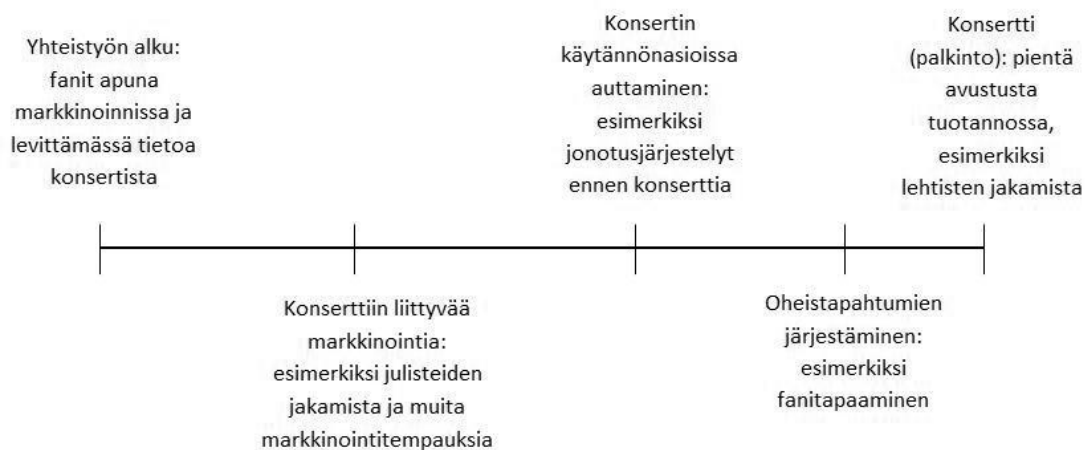 Yhteistyön alku:
fanit apuna
markkinoinnissa ja
levittämässä tietoa
konsertista
Konserttiin liittyvää
markkinointia:
esimerkiksi julisteiden
jakamista ja muita
markkinointitempauksia
Konsertin
käytännönasioissa
auttaminen:
esimerkiksi
jonotusjärjestelyt
ennen konserttia
Oheistapahtumien
järjestäminen:
esimerkiksi
fanitapaaminen
Konsertti
(palkinto): pientä
avustusta
tuotannossa,
esimerkiksi
lehtisten jakamista